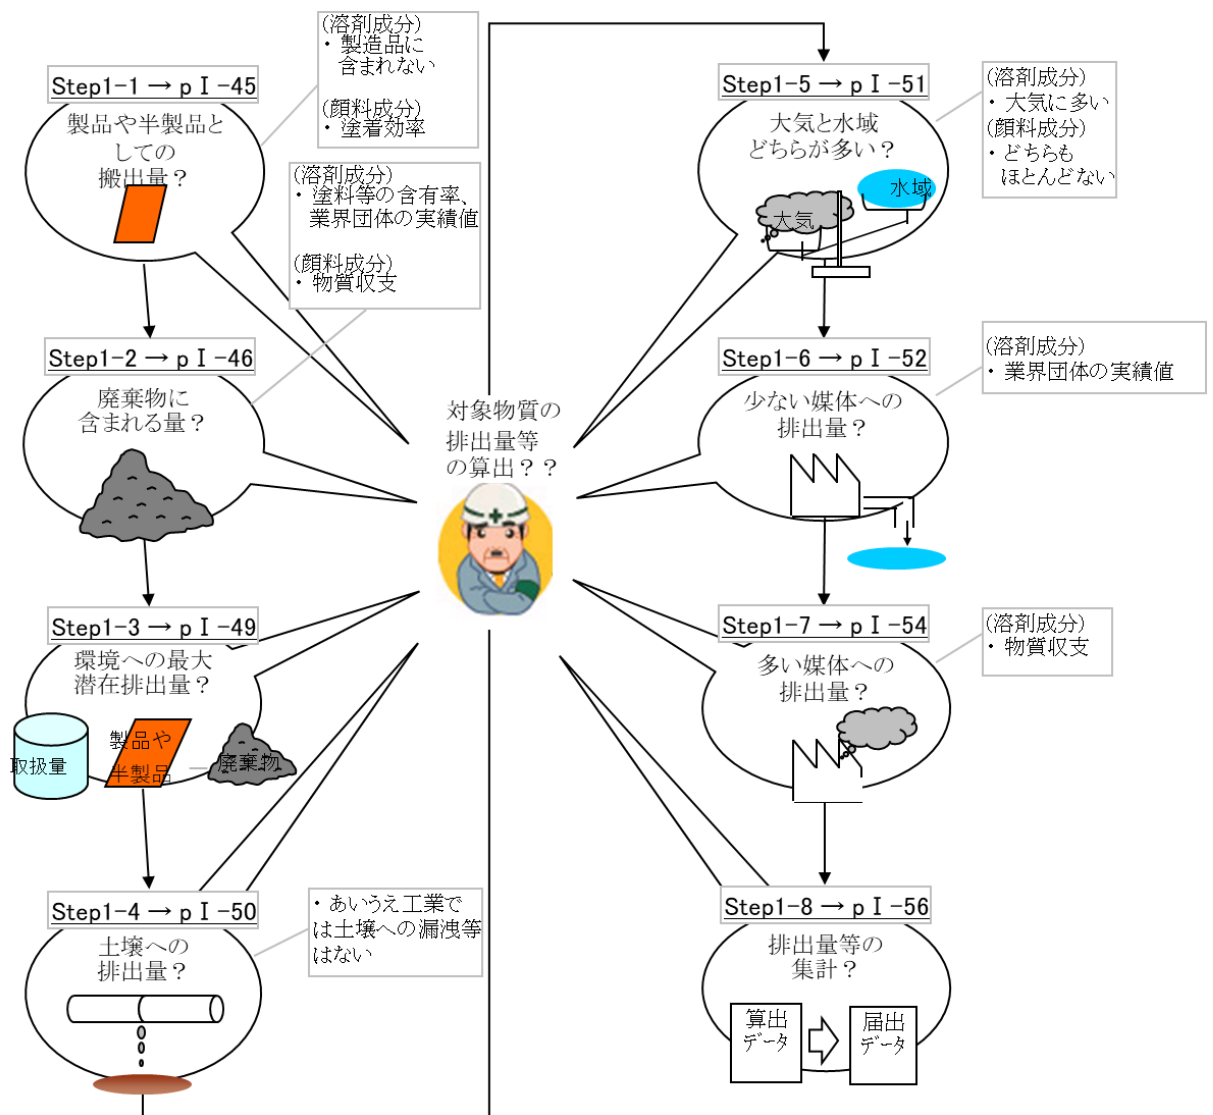 Step1-1 → pⅠ-45
製品や半製品と
しての
搬出量？
(溶剤成分)
・製造品に
含まれない
(顔料成分)
・塗着効率
Step1-2 → pⅠ-46
廃棄物に
含まれる量？
(溶剤成分)
・塗料等の含有率、
業界団体の実績値
(顔料成分)
・物質収支
Step1-3 → pⅠ-49
環境への最大
潜在排出量？
取扱量
製品や
半製品
廃棄物
Step1-4 → pⅠ-50
土壌への
排出量？
・あいうえ工業で
は土壌への漏洩等
はない
対象物質の
排出量等
の算出？？
Step1-5 → pⅠ-51
大気と水域
どちらが多い？
大気
水域
(溶剤成分)
・大気に多い
(顔料成分)
・どちらも
ほとんどない
Step1-6 → pⅠ-52
少ない媒体への
排出量？
(溶剤成分)
・業界団体の実績値
Step1-7 → pⅠ-54
多い媒体への
排出量？
(溶剤成分)
・物質収支
Step1-8 → pⅠ-56
排出量等の
集計？
算出
データ
届出
データ